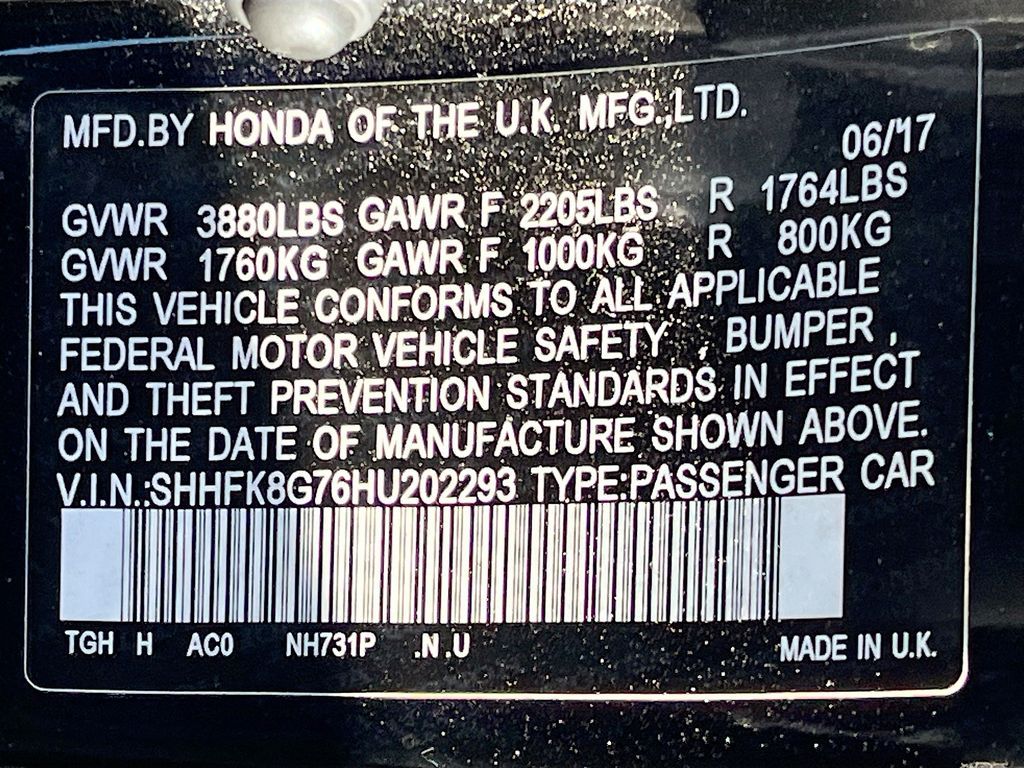 MFD.BY HONDA OF THE U.K. MFG.,LTD.
06/'17
GVWR 3880LBS GAWR F 2205LBS R 1764LBS
GVWR 1760KG GAWR F 1000KG R 800KG
THIS VEHICLE CONFORMS TO ALL APPLICABLE
FEDERAL MOTOR VEHICLE SAFETY , BUMPER ,
AND THEFT PREVENTION STANDARDS IN EFFECT
ON THE DATE OF MANUFACTURE SHOWN ABOVE.
V.I.N.:SHHFK8G76HU202293 TYPE:PASSENGER CAR
TGH H AC0 NH731P .N.U MADE IN U.K.